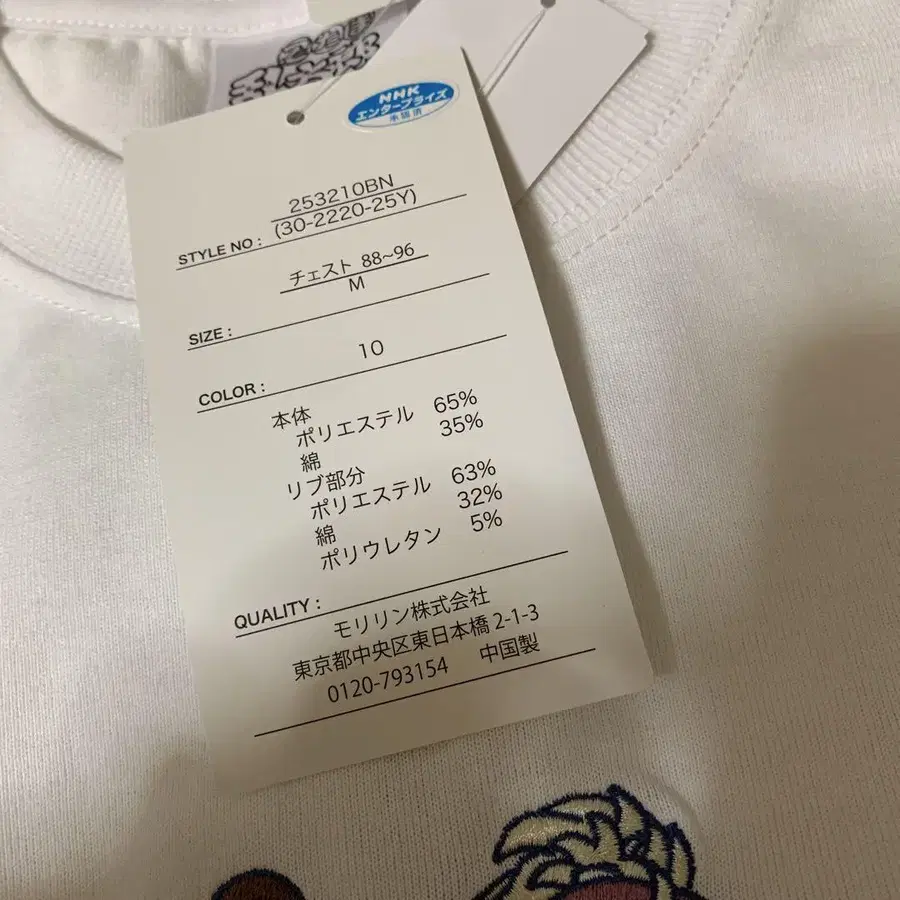 NHK
エンタープライズ
承認済
253210BN
STYLE NO : (30-2220-25Y)
チェスト 88~96
M
SIZE :
10
COLOR :
本体
ポリエステル 65%
綿 35%
リブ部分
ポリエステル 63%
綿 32%
ポリウレタン 5%
QUALITY :
モリリン株式会社
東京都中央区東日本橋2-1-3
0120-793154 中国製